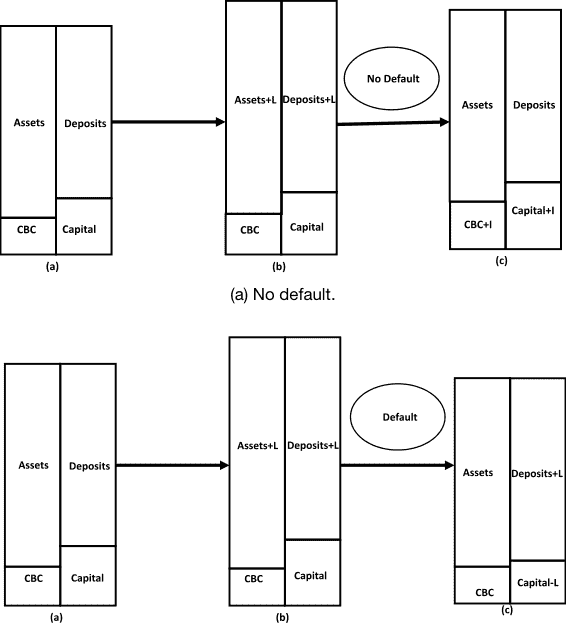 Assets
Deposits
CBC
Capital
(a)
Assets+L
Deposits+L
CBC
Capital
(b)
No Default
Assets
Deposits
CBC+I
Capital+I
(c)
(a) No default.
Assets
Deposits
CBC
Capital
(a)
Assets+L
Deposits+L
CBC
Capital
(b)
Default
Assets
Deposits+L
CBC
Capital-L
(c)